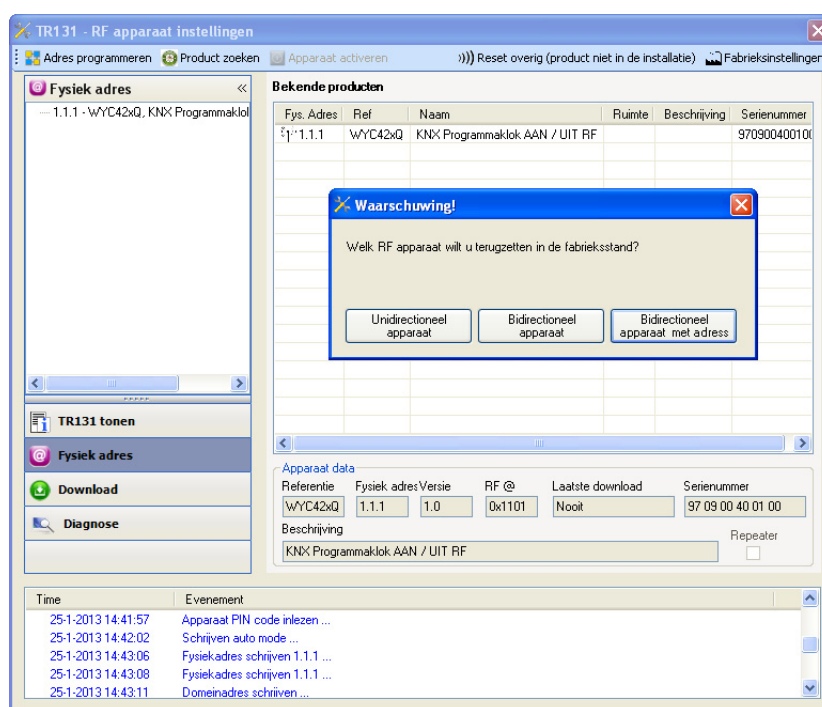 TR131 - RF apparaat instellingen
Adres programmeren Product zoeken Apparaat activeren Reset overig (product niet in de installatie) Fabrieksinstellingen
Fysiek adres «
1.1.1 - WYC42xQ, KNX Programmaklol
Bekende producten
Fys. Adres Ref Naam Ruimte Beschrijving Serienummer
1.1.1 WYC42xQ KNX Programmaklok AAN / UIT RF 970900400100
Waarschuwing!
Welk RF apparaat wilt u terugzetten in de fabrieksstand?
Unidirectioneel
apparaat
Bidirectioneel
apparaat
Bidirectioneel
apparaat met adress
TR131 tonen
Fysiek adres
Download
Diagnose
Apparaat data
Referentie Fysiek adres Versie RF @ Laatste download Serienummer
WYC42xQ 1.1.1 1.0 0x1101 Nooit 97 09 00 40 01 00
Beschrijving
Repeater
KNX Programmaklok AAN / UIT RF
Time Evenement
25-1-2013 14:41:57 Apparaat PIN code inlezen ...
25-1-2013 14:42:02 Schrijven auto mode ...
25-1-2013 14:43:06 Fysiekadres schrijven 1.1.1 ...
25-1-2013 14:43:08 Fysiekadres schrijven 1.1.1 ...
25-1-2013 14:43:11 Domeinadres schrijven ...